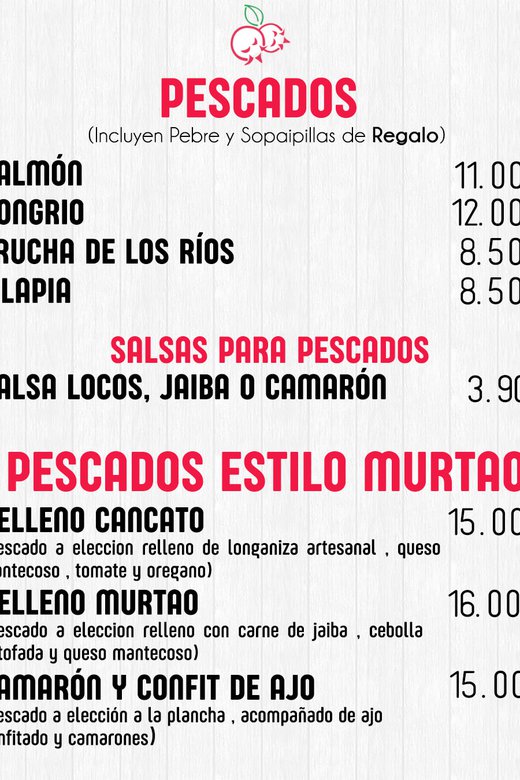 PESCADOS
(Incluyen Pebre y Sopaipillas de Regalo)
ALMÓN 11.00
ONGRIO 12.00
RUCHA DE LOS RÍOS 8.50
LAPIA 8.50
SALSAS PARA PESCADOS
ALSA LOCOS, JAIBA O CAMARÓN 3.90
PESCADOS ESTILO MURTAO
ELLENO CANCATO 15.00
escado a eleccion relleno de longaniza artesanal , queso
ntecoso , tomate y oregano)
ELLENO MURTAO 16.00
escado a eleccion relleno con carne de jaiba , cebolla
tofada y queso mantecoso)
AMARÓN Y CONFIT DE AJO 15.00
escado a elección a la plancha , acompañado de ajo
nfitado y camarones)